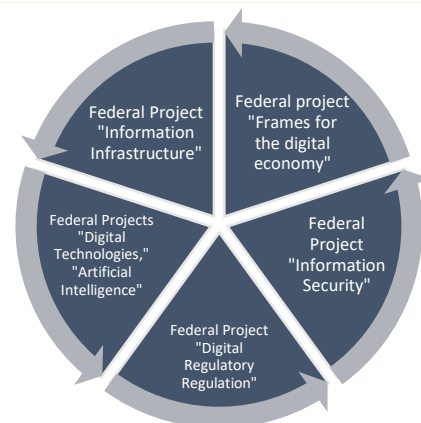 Federal Project
"Information
Infrastructure"
Federal project
"Frames for
the digital
economy"
Federal Projects
"Digital
Technologies,"
"Artificial
Intelligence"
Federal
Project
"Information
Security"
Federal Project
"Digital
Regulatory
Regulation"